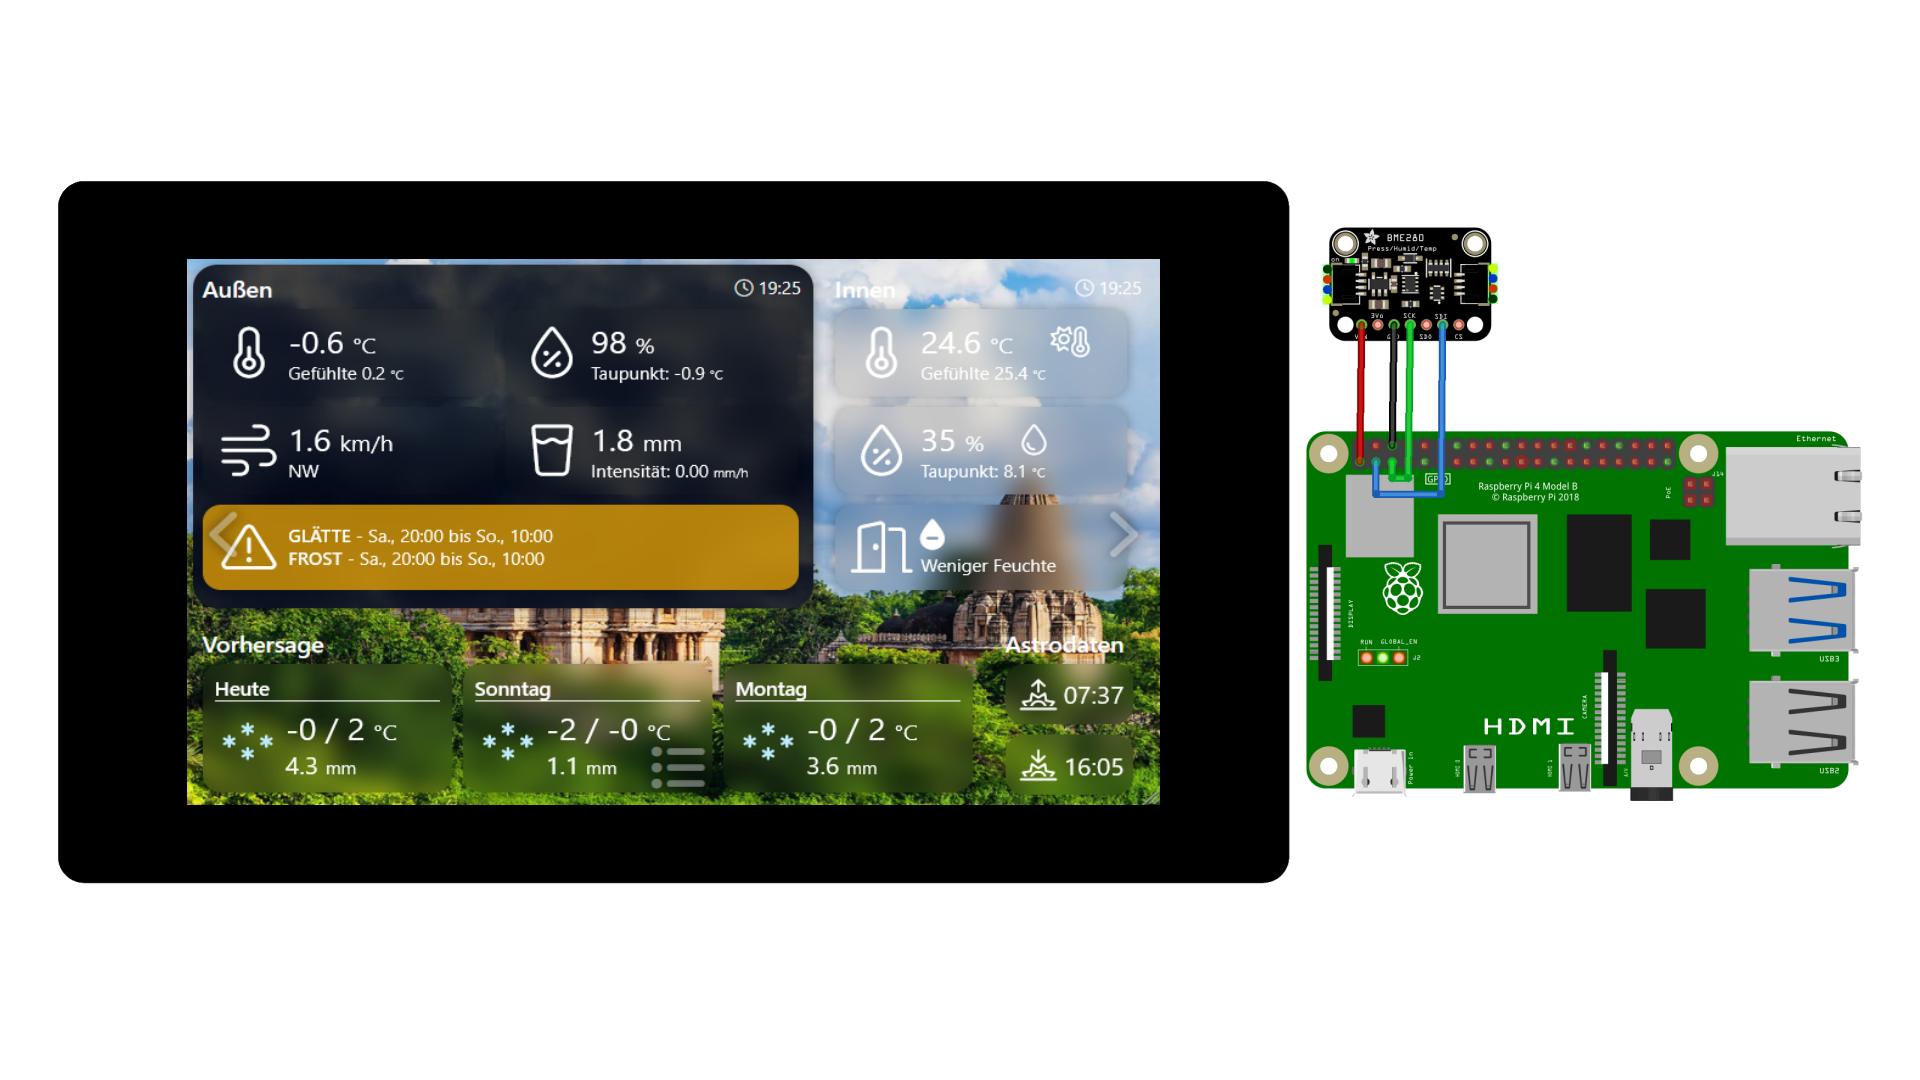 Außen
19:25
-0.6 °C
Gefühlte 0.2 °C
98 %
Taupunkt: -0.9 °C
1.6 km/h
NW
1.8 mm
Intensität: 0.00 mm/h
GLÄTTE - Sa., 20:00 bis So., 10:00
FROST - Sa., 20:00 bis So., 10:00
Innen
19:25
24.6 °C
Gefühlte 25.4 °C
35 %
Taupunkt: 8.1 °C
Weniger Feuchte
Vorhersage
Heute
-0 / 2 °C
4.3 mm
Sonntag
-2 / -0 °C
1.1 mm
Montag
-0 / 2 °C
3.6 mm
Astrodaten
07:37
16:05
BME280
Press/Humid/Temp
on
3Vo
SCK
SDI
SDO
CS
Ethernet
J14
PoE
GPIO
Raspberry Pi 4 Model B
© Raspberry Pi 2018
DISPLAY
RUN
GLOBAL_EN
J2
USB3
CAMERA
HDMI
Power in
HDMI 0
HDMI 1
A/V
USB2